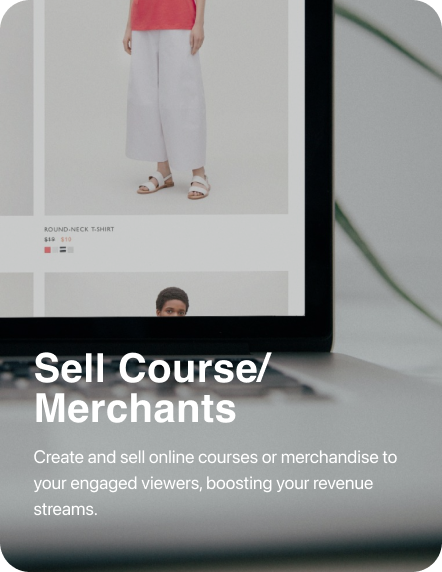 ROUND-NECK T-SHIRT
$19 $10
Sell Course/
Merchants
Create and sell online courses or merchandise to
your engaged viewers, boosting your revenue
streams.